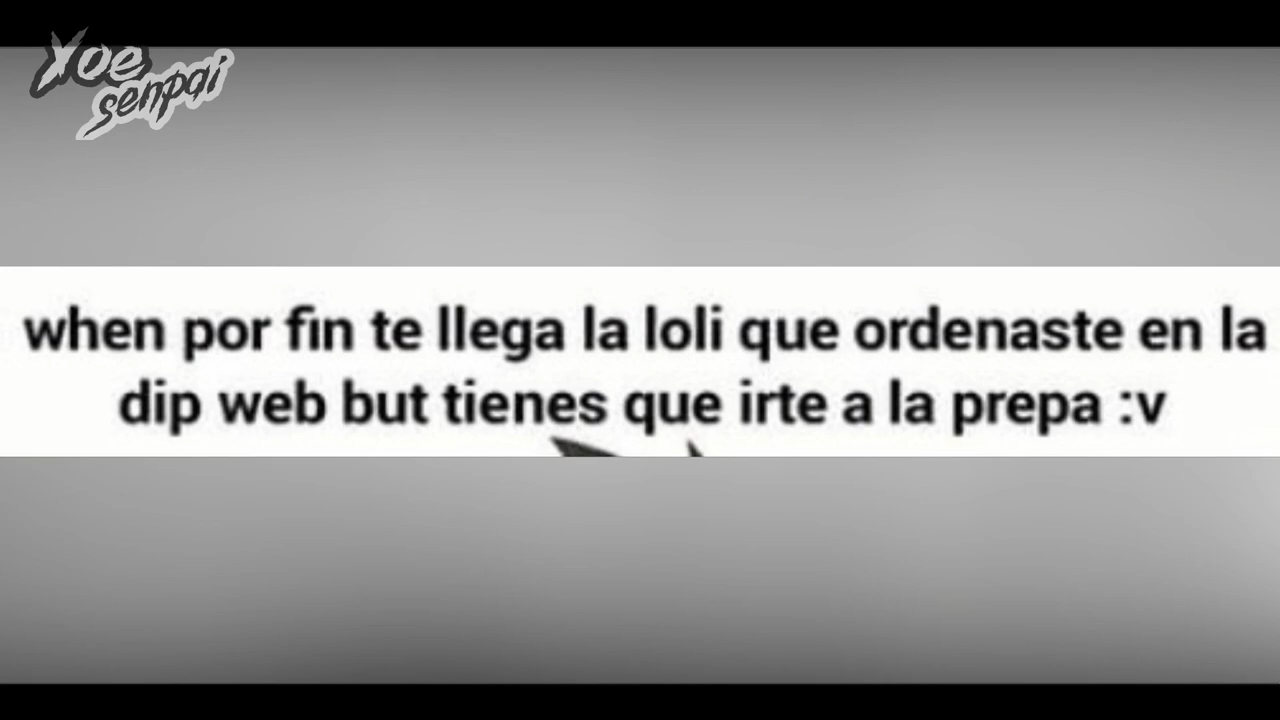 Xoe
senpai
when por fin te llega la loli que ordenaste en la
dip web but tienes que irte a la prepa :v